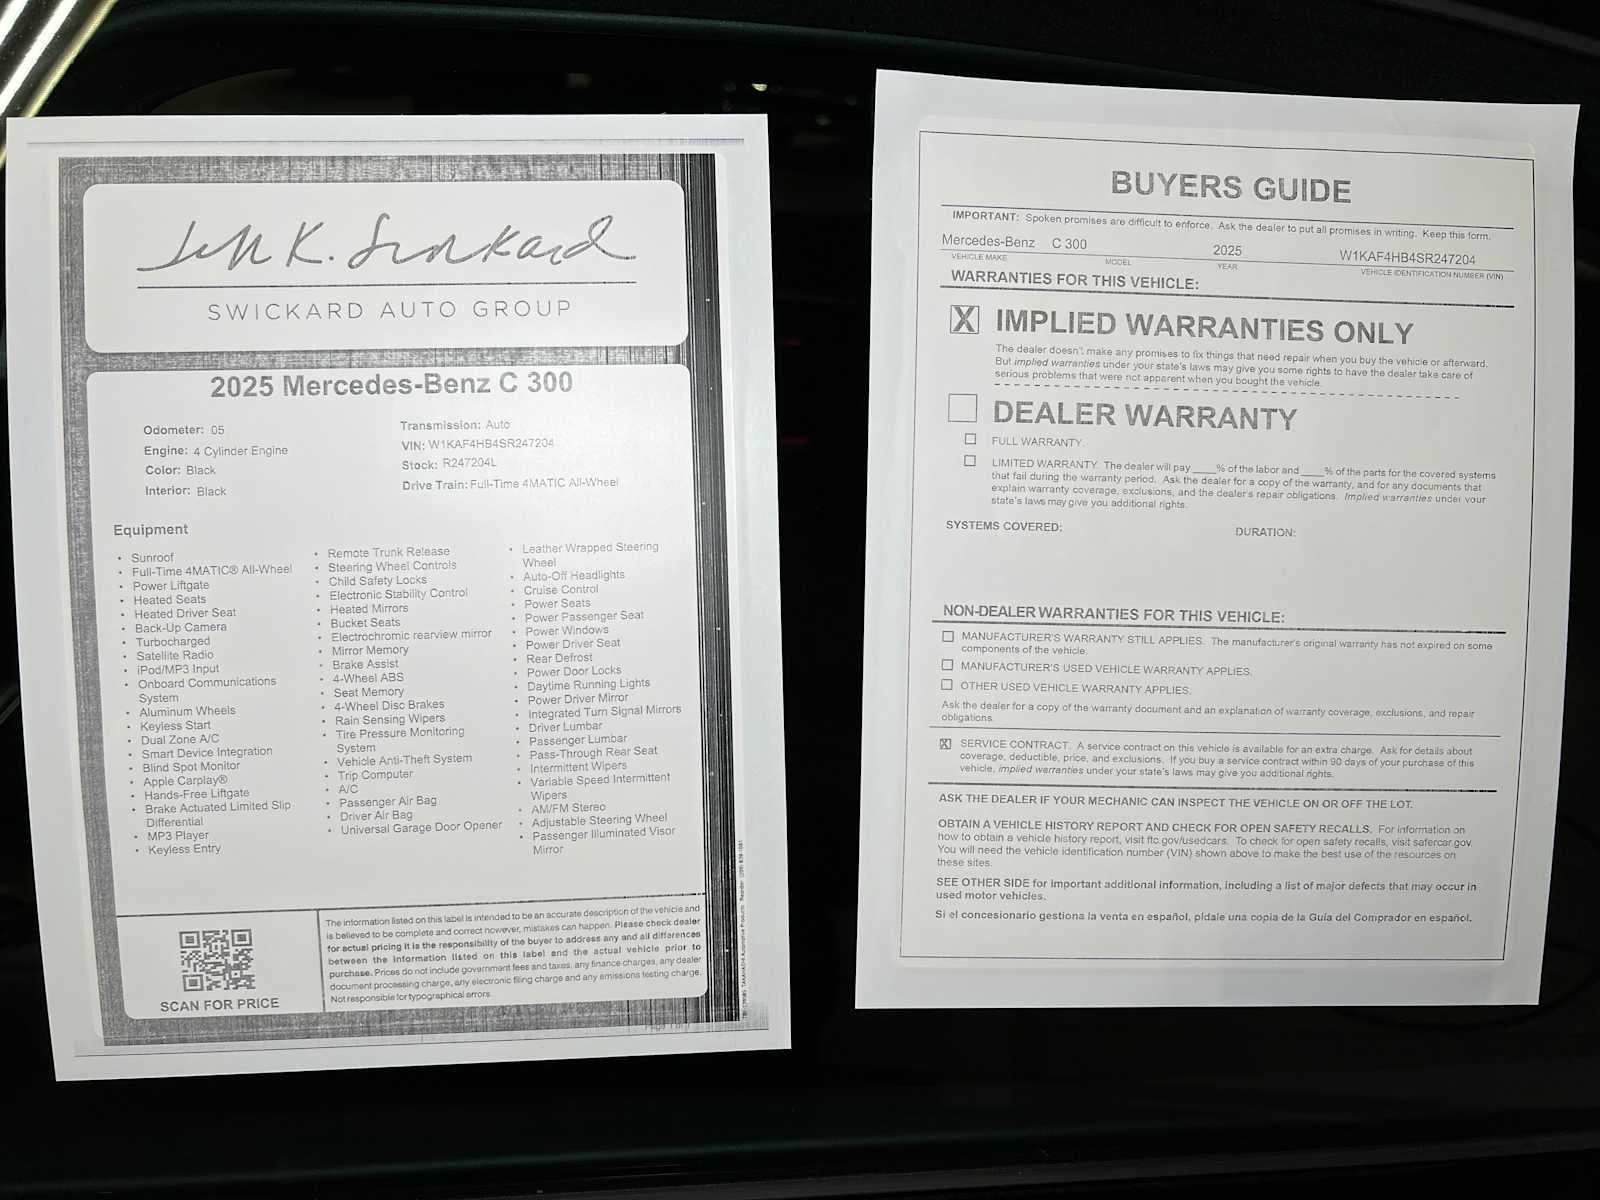 Jeff K. Swickard
SWICKARD AUTO GROUP
2025 Mercedes-Benz C 300
Odometer: 05
Engine: 4 Cylinder Engine
Color: Black
Interior: Black
Transmission: Auto
VIN: W1KAF4HB4SR247204
Stock: R247204L
Drive Train: Full-Time 4MATIC All-Wheel
Equipment
• Sunroof
• Full-Time 4MATIC® All-Wheel
• Power Liftgate
• Heated Seats
• Heated Driver Seat
• Back-Up Camera
• Turbocharged
• Satellite Radio
• iPod/MP3 Input
• Onboard Communications
System
• Aluminum Wheels
• Keyless Start
• Dual Zone A/C
• Smart Device Integration
• Blind Spot Monitor
• Apple Carplay®
• Hands-Free Liftgate
• Brake Actuated Limited Slip
Differential
• MP3 Player
• Keyless Entry
• Remote Trunk Release
• Steering Wheel Controls
• Child Safety Locks
• Electronic Stability Control
• Heated Mirrors
• Bucket Seats
• Electrochromic rearview mirror
• Mirror Memory
• Brake Assist
• 4-Wheel ABS
• Seat Memory
• 4-Wheel Disc Brakes
• Rain Sensing Wipers
• Tire Pressure Monitoring
System
• Vehicle Anti-Theft System
• Trip Computer
• A/C
• Passenger Air Bag
• Driver Air Bag
• Universal Garage Door Opener
• Leather Wrapped Steering
Wheel
• Auto-Off Headlights
• Cruise Control
• Power Seats
• Power Passenger Seat
• Power Windows
• Power Driver Seat
• Rear Defrost
• Power Door Locks
• Daytime Running Lights
• Power Driver Mirror
• Integrated Turn Signal Mirrors
• Driver Lumbar
• Passenger Lumbar
• Pass-Through Rear Seat
• Intermittent Wipers
• Variable Speed Intermittent
Wipers
• AM/FM Stereo
• Adjustable Steering Wheel
• Passenger Illuminated Visor
Mirror
SCAN FOR PRICE
The information listed on this label is intended to be an accurate description of the vehicle and
is believed to be complete and correct however, mistakes can happen. Please check dealer
for actual pricing it is the responsibility of the buyer to address any and all differences
between the information listed on this label and the actual vehicle prior to
purchase. Prices do not include government fees and taxes, any finance charges, any dealer
document processing charge, any electronic filing charge and any emissions testing charge.
Not responsible for typographical errors.
BUYERS GUIDE
IMPORTANT: Spoken promises are difficult to enforce. Ask the dealer to put all promises in writing. Keep this form.
Mercedes-Benz C 300 2025 W1KAF4HB4SR247204
VEHICLE MAKE MODEL YEAR VEHICLE IDENTIFICATION NUMBER (VIN)
WARRANTIES FOR THIS VEHICLE:
X IMPLIED WARRANTIES ONLY
The dealer doesn't make any promises to fix things that need repair when you buy the vehicle or afterward.
But implied warranties under your state's laws may give you some rights to have the dealer take care of
serious problems that were not apparent when you bought the vehicle.
DEALER WARRANTY
FULL WARRANTY.
LIMITED WARRANTY. The dealer will pay ____% of the labor and ____% of the parts for the covered systems
that fail during the warranty period. Ask the dealer for a copy of the warranty, and for any documents that
explain warranty coverage, exclusions, and the dealer's repair obligations. Implied warranties under your
state's laws may give you additional rights.
SYSTEMS COVERED: DURATION:
NON-DEALER WARRANTIES FOR THIS VEHICLE:
MANUFACTURER'S WARRANTY STILL APPLIES. The manufacturer's original warranty has not expired on some
components of the vehicle.
MANUFACTURER'S USED VEHICLE WARRANTY APPLIES.
OTHER USED VEHICLE WARRANTY APPLIES.
Ask the dealer for a copy of the warranty document and an explanation of warranty coverage, exclusions, and repair
obligations.
X SERVICE CONTRACT. A service contract on this vehicle is available for an extra charge. Ask for details about
coverage, deductible, price, and exclusions. If you buy a service contract within 90 days of your purchase of this
vehicle, implied warranties under your state's laws may give you additional rights.
ASK THE DEALER IF YOUR MECHANIC CAN INSPECT THE VEHICLE ON OR OFF THE LOT.
OBTAIN A VEHICLE HISTORY REPORT AND CHECK FOR OPEN SAFETY RECALLS. For information on
how to obtain a vehicle history report, visit ftc.gov/usedcars. To check for open safety recalls, visit safercar.gov.
You will need the vehicle identification number (VIN) shown above to make the best use of the resources on
these sites.
SEE OTHER SIDE for important additional information, including a list of major defects that may occur in
used motor vehicles.
Si el concesionario gestiona la venta en español, pídale una copia de la Guía del Comprador en español.